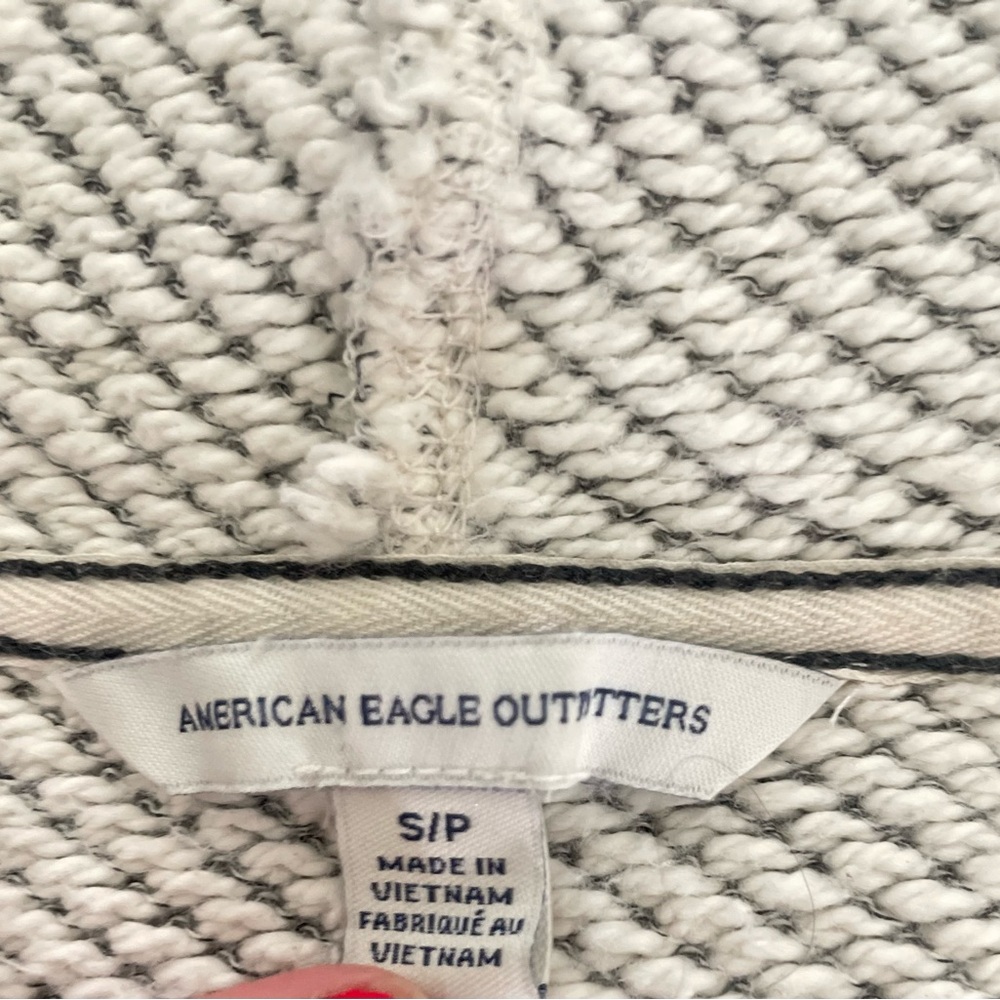 AMERICAN EAGLE OUTFITTERS
S/P
MADE IN
VIETNAM
FABRIQUÉ AU
VIETNAM